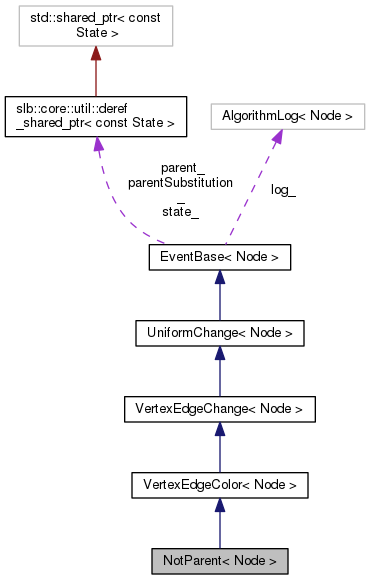 std::shared_ptr< const
State >
slb::core::util::deref
_shared_ptr< const State >
AlgorithmLog< Node >
parent_
parentSubstitution
_
state_
log_
EventBase< Node >
UniformChange< Node >
VertexEdgeChange< Node >
VertexEdgeColor< Node >
NotParent< Node >